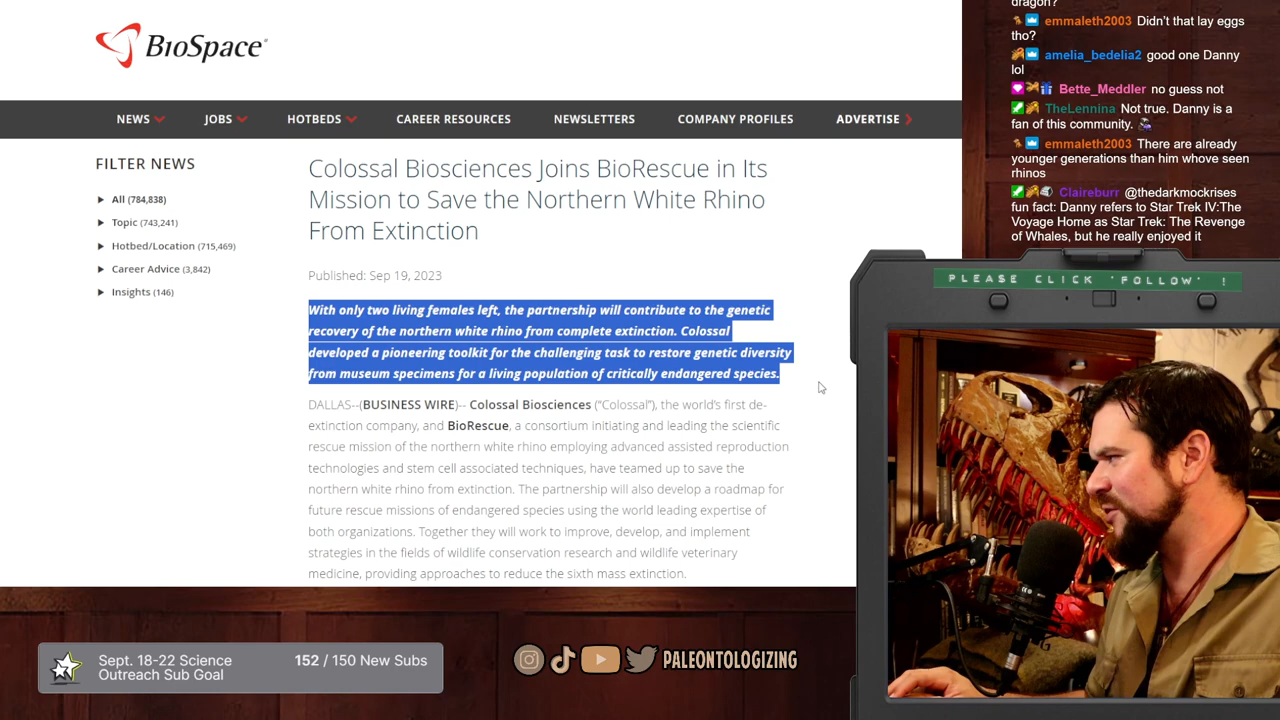 BIOSPACE
NEWS
JOBS
HOTBEDS
CAREER RESOURCES
NEWSLETTERS
COMPANY PROFILES
ADVERTISE
FILTER NEWS
All (784,838)
Topic (743,241)
Hotbed/Location (715,469)
Career Advice (3,842)
Insights (146)
Colossal Biosciences Joins BioRescue in Its
Mission to Save the Northern White Rhino
From Extinction
Published: Sep 19, 2023
With only two living females left, the partnership will contribute to the genetic
recovery of the northern white rhino from complete extinction. Colossal
developed a pioneering toolkit for the challenging task to restore genetic diversity
from museum specimens for a living population of critically endangered species.
DALLAS--(BUSINESS WIRE)-- Colossal Biosciences (“Colossal”), the world’s first de-
extinction company, and BioRescue, a consortium initiating and leading the scientific
rescue mission of the northern white rhino employing advanced assisted reproduction
technologies and stem cell associated techniques, have teamed up to save the
northern white rhino from extinction. The partnership will also develop a roadmap for
future rescue missions of endangered species using the world leading expertise of
both organizations. Together they will work to improve, develop, and implement
strategies in the fields of wildlife conservation research and wildlife veterinary
medicine, providing approaches to reduce the sixth mass extinction.
dragon?
emmaleth2003 Didn't that lay eggs
tho?
amelia_bedelia2 good one Danny
lol
Bette_Meddler no guess not
TheLennina Not true. Danny is a
fan of this community.
emmaleth2003 There are already
younger generations than him whove seen
rhinos
Claireburr @thedarkmockrises
fun fact: Danny refers to Star Trek IV:The
Voyage Home as Star Trek: The Revenge
of Whales, but he really enjoyed it
PLEASE CLICK 'FOLLOW' !
Sept. 18-22 Science
Outreach Sub Goal
152 / 150 New Subs
PALEONTOLOGIZING